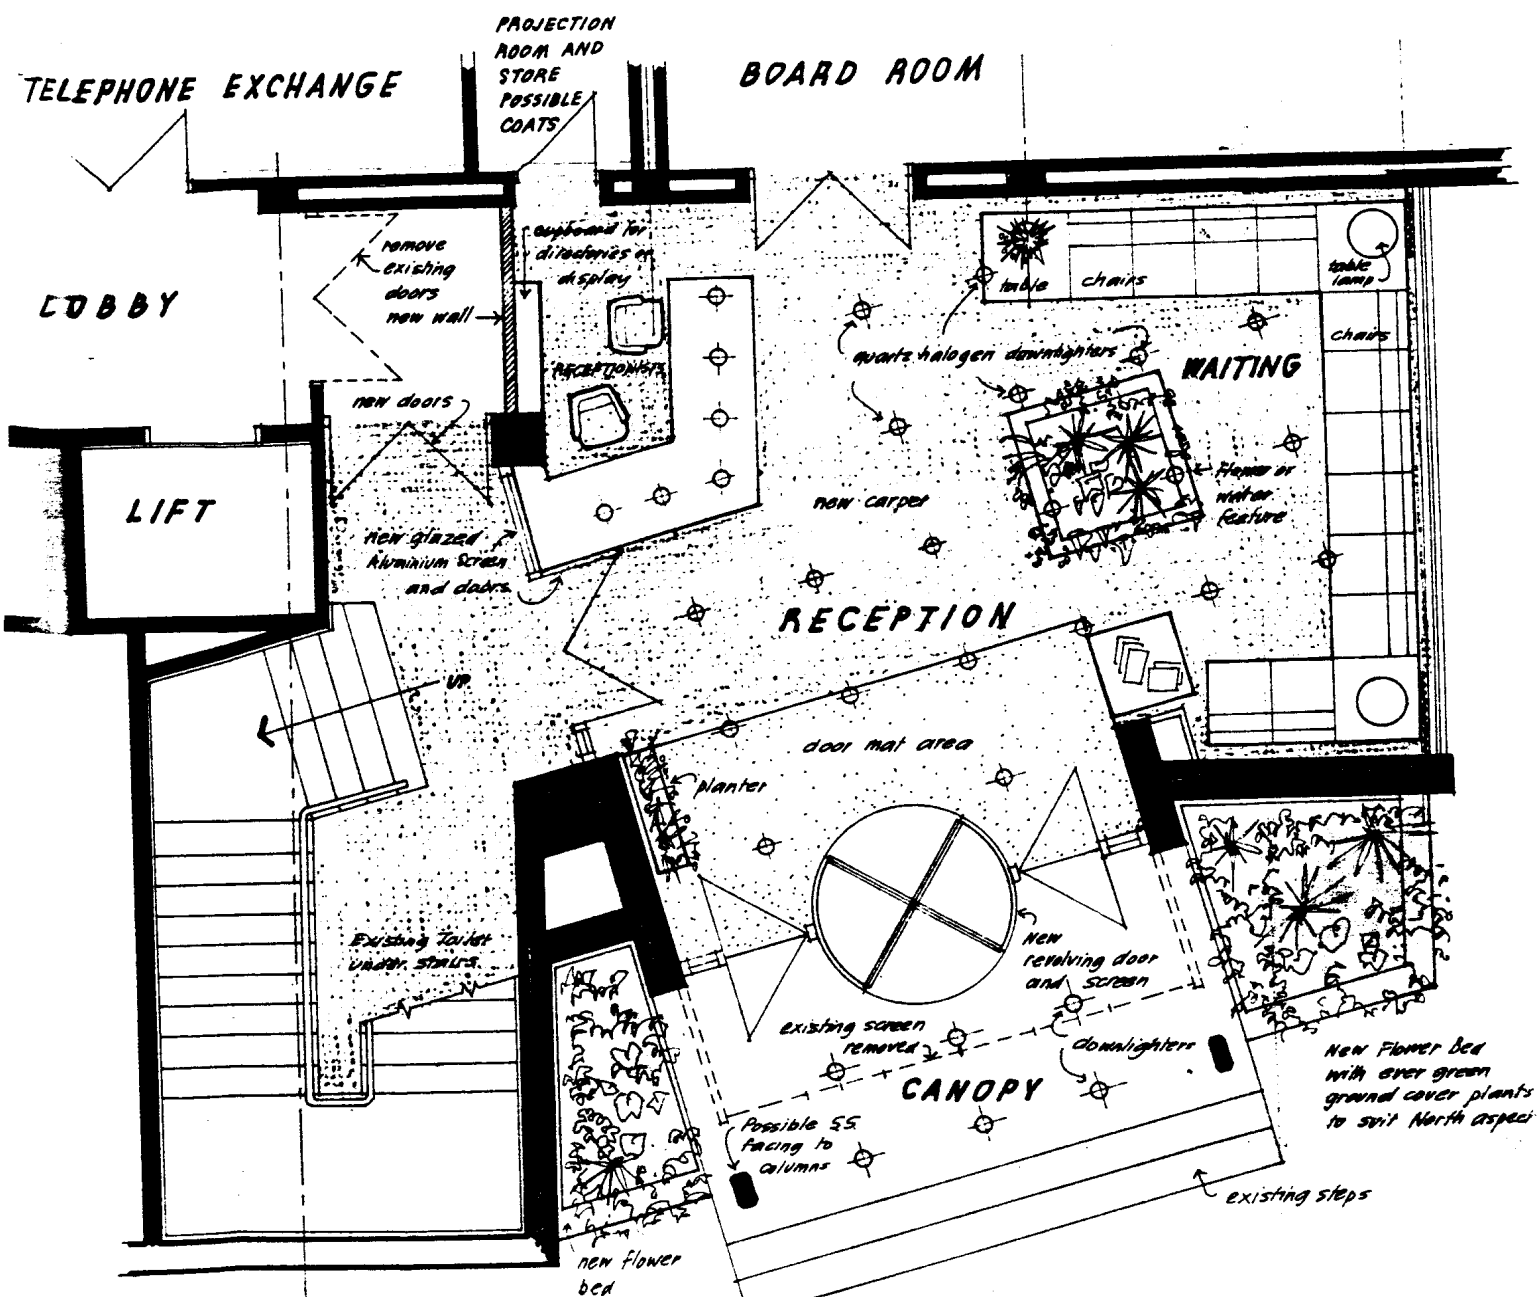 PROJECTION
ROOM AND
STORE
POSSIBLE
COATS
TELEPHONE EXCHANGE
BOARD ROOM
cupboard for
directories or
display
remove
existing
doors
new wall
LOBBY
table
chairs
table
lamp
chairs
RECEPTIONISTS
quartz halogen downlighters
WAITING
new doors
LIFT
new carpet
flower or
water
feature
new glazed
Aluminium Screen
and doors
RECEPTION
UP
door mat area
planter
Existing Toilet
under stairs
New
revolving door
and screen
existing screen
removed
downlighters
CANOPY
New Flower Bed
with ever green
ground cover plants
to suit North aspect
Possible S.S.
facing to
columns
existing steps
new flower
bed